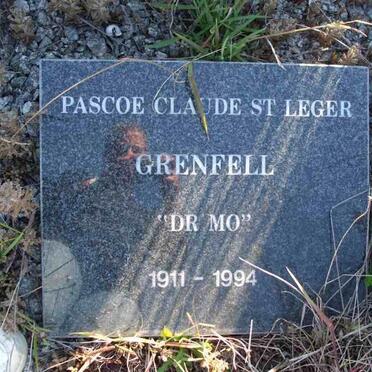 PASCOE CLAUDE ST LEGER
GRENFELL
"DR MO"
1911 - 1994